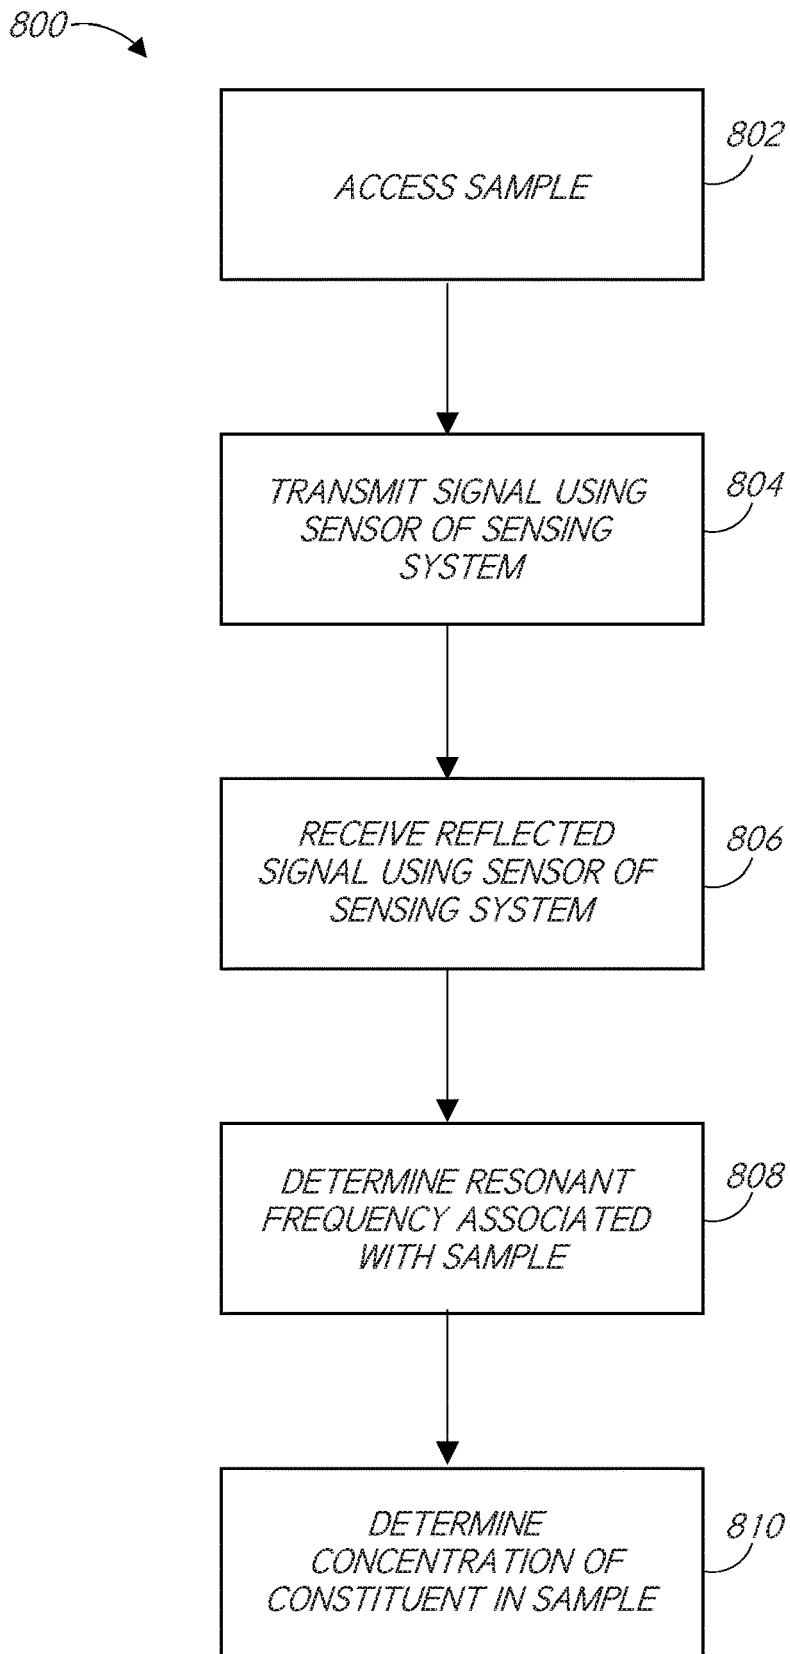 800
ACCESS SAMPLE
802
TRANSMIT SIGNAL USING
SENSOR OF SENSING
SYSTEM
804
RECEIVE REFLECTED
SIGNAL USING SENSOR OF
SENSING SYSTEM
806
DETERMINE RESONANT
FREQUENCY ASSOCIATED
WITH SAMPLE
808
DETERMINE
CONCENTRATION OF
CONSTITUENT IN SAMPLE
810